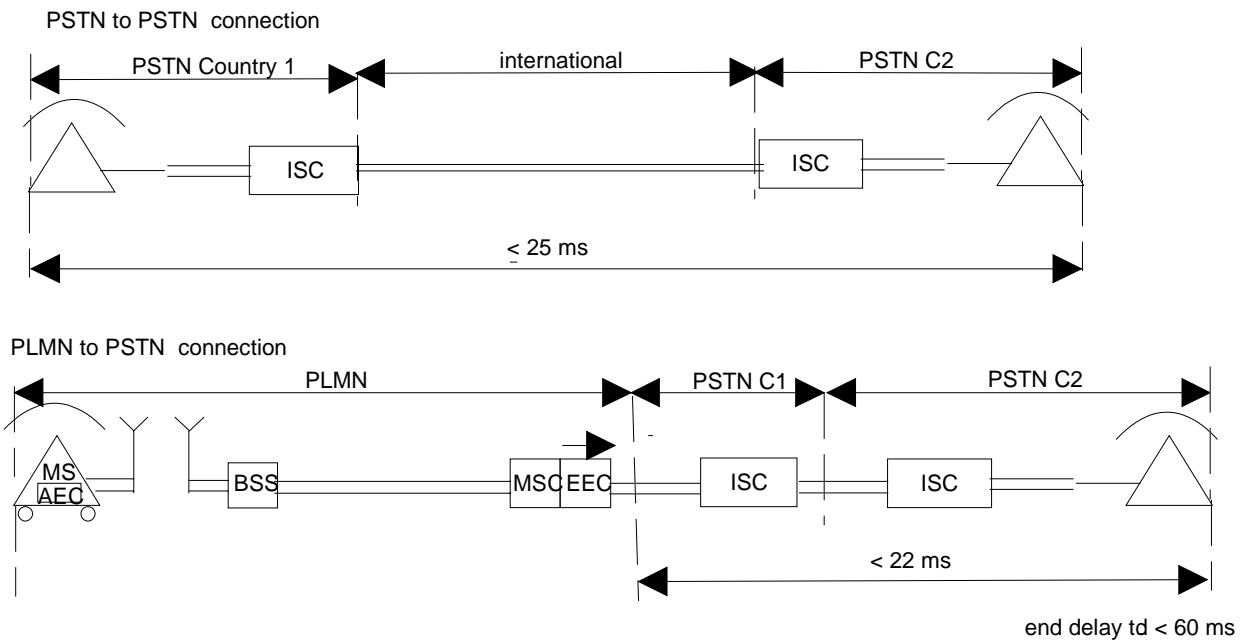 PSTN to PSTN connection
PSTN Country 1
international
PSTN C2
ISC
ISC
≤ 25 ms
PLMN to PSTN connection
PLMN
PSTN C1
PSTN C2
MS
AEC
BSS
MSC
EEC
ISC
ISC
< 22 ms
end delay td < 60 ms